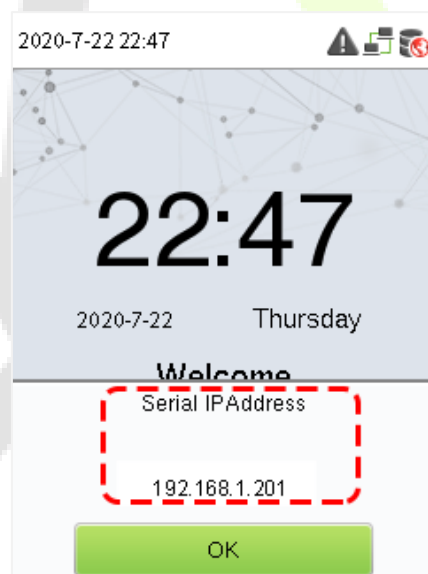 2020-7-22 22:47
22:47
2020-7-22 Thursday
Welcome
Serial IPAddress
192.168.1.201
OK